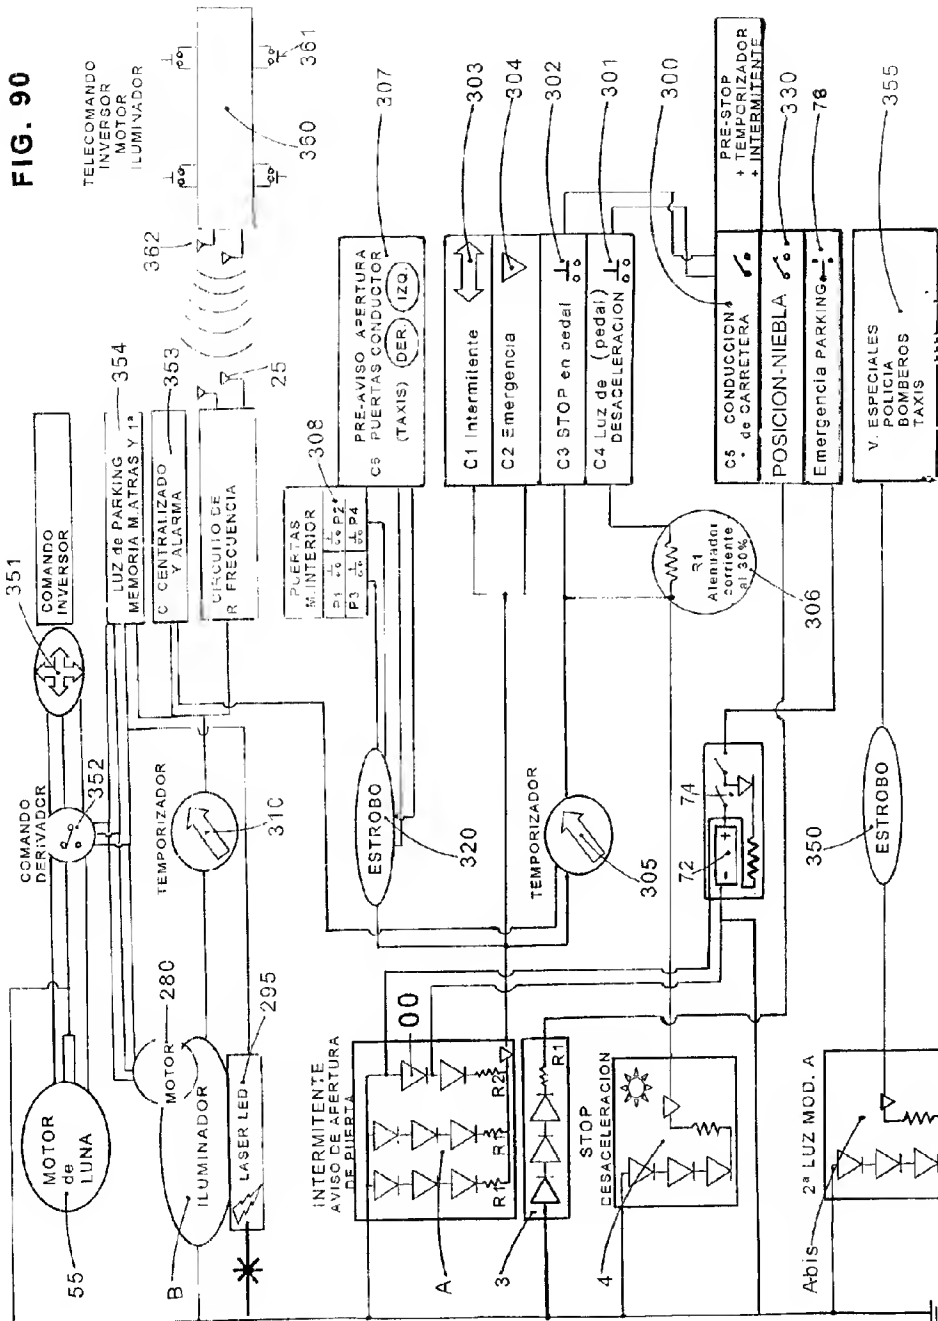 FIG. 90
TELECOMANDO
INVERSOR
MOTOR
ILUMINADOR
361
360
362
25
351
COMANDO
INVERSOR
354
LUZ de PARKING
MEMORIA M.ATRAS Y 1ª
353
C CENTRALIZADO
Y ALARMA
CIRCUITO DE
R FRECUENCIA
COMANDO
DERIVADOR
352
TEMPORIZADOR
310
MOTOR
de
LUNA
55
MOTOR
280
ILUMINADOR
B
LASER LED
295
307
PRE-AVISO APERTURA
C5 PUERTAS CONDUCTOR
(TAXIS) DER. IZQ.
308
PUERTAS
M.INTERIOR
P1 P2
P3 P4
ESTROBO
320
303
304
302
301
C1 Intermitente
C2 Emergencia
C3 STOP en pedal
C4 Luz de (pedal)
DESACELERACION
TEMPORIZADOR
305
R1
Atenuador
corriente
al 30%
306
INTERMITENTE
AVISO DE APERTURA
DE PUERTA
00
R2
R1
R1
A
3
R1
STOP
DESACELERACION
4
72
74
300
PRE-STOP
+ TEMPORIZADOR
+ INTERMITENTE
C5 CONDUCCION
de CARRETERA
330
POSICION-NIEBLA
78
Emergencia PARKING
355
V. ESPECIALES
POLICIA
BOMBEROS
TAXIS
ESTROBO
350
2ª LUZ MOD. A
Abis